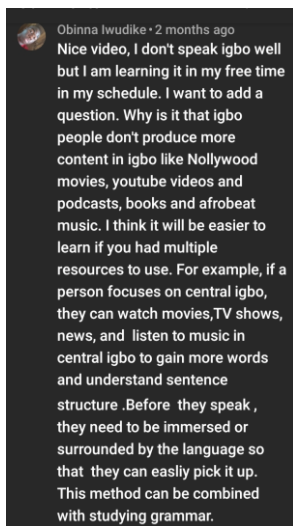 Obinna Iwudike • 2 months ago
Nice video, I don't speak igbo well
but I am learning it in my free time
in my schedule. I want to add a
question. Why is it that igbo
people don't produce more
content in igbo like Nollywood
movies, youtube videos and
podcasts, books and afrobeat
music. I think it will be easier to
learn if you had multiple
resources to use. For example, if a
person focuses on central igbo,
they can watch movies,TV shows,
news, and listen to music in
central igbo to gain more words
and understand sentence
structure .Before they speak ,
they need to be immersed or
surrounded by the language so
that they can easliy pick it up.
This method can be combined
with studying grammar.